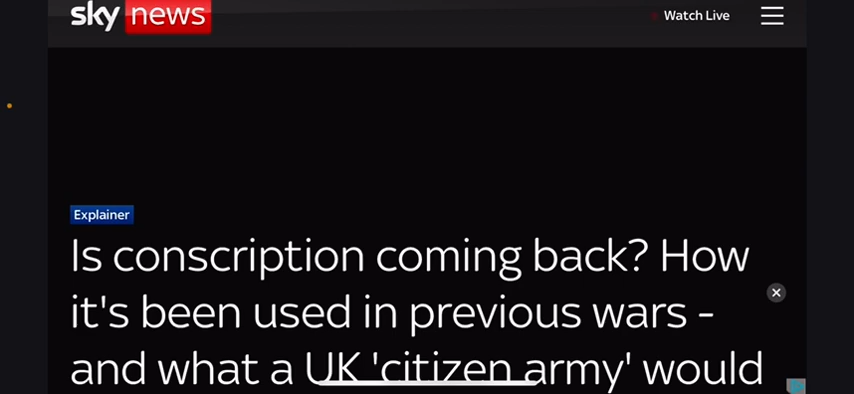 sky news
Watch Live
Explainer
Is conscription coming back? How
it's been used in previous wars -
and what a UK 'citizen army' would